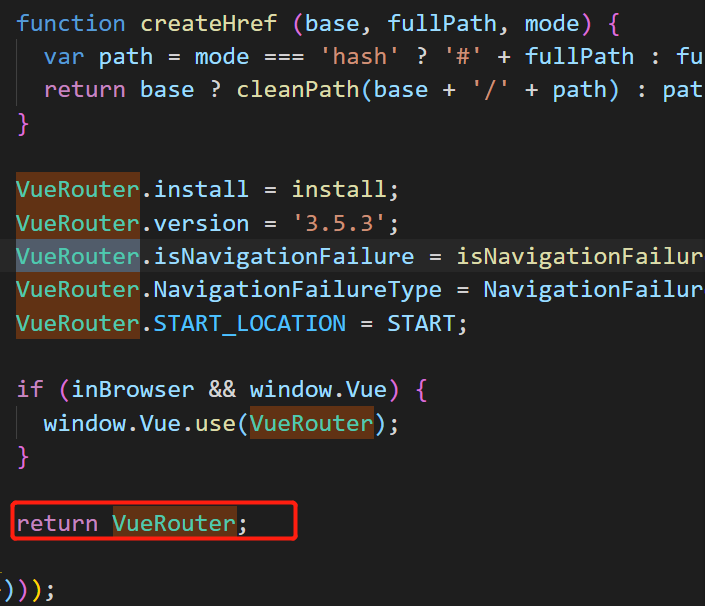 function createHref (base, fullPath, mode) {
var path = mode === 'hash' ? '#' + fullPath : fu
return base ? cleanPath(base + '/' + path) : pat
}
VueRouter.install = install;
VueRouter.version = '3.5.3';
VueRouter.isNavigationFailure = isNavigationFailur
VueRouter.NavigationFailureType = NavigationFailur
VueRouter.START_LOCATION = START;
if (inBrowser && window.Vue) {
window.Vue.use(VueRouter);
}
return VueRouter;
})));